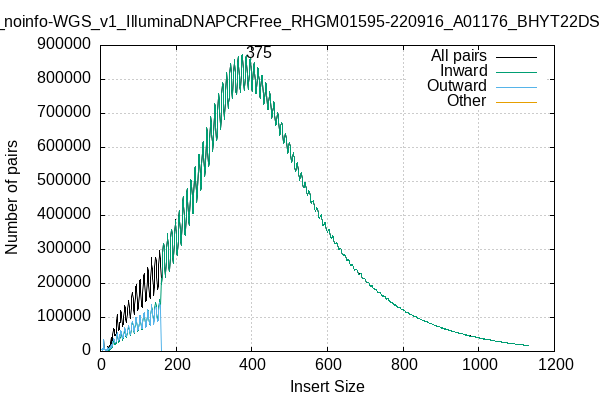 _noinfo-WGS_v1_IlluminaDNAPCRFree_RHGM01595-220916_A01176_BHYT22DS
900000
800000
700000
600000
500000
400000
300000
200000
100000
0
0
200
400
600
800
1000
1200
Number of pairs
Insert Size
375
All pairs
Inward
Outward
Other